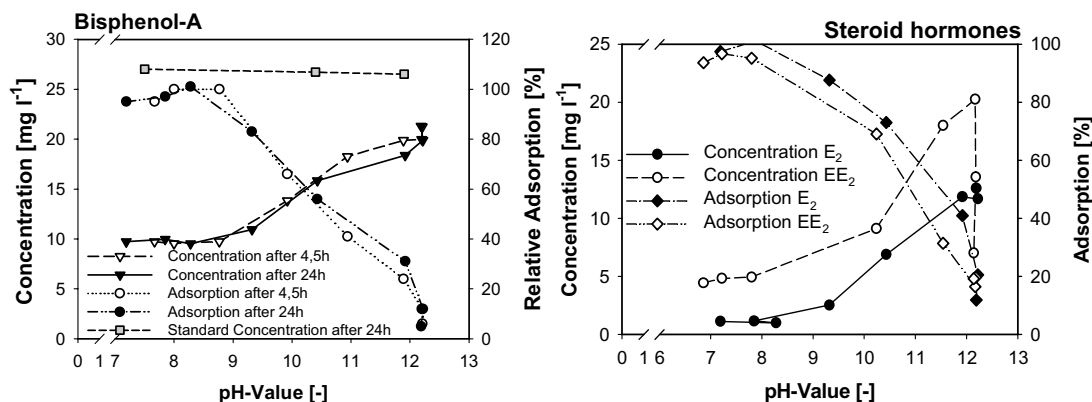 Bisphenol-A
Concentration [mg l-1]
30
25
20
15
10
5
0
120
100
80
60
40
20
0
Relative Adsorption [%]
Concentration after 4,5h
Concentration after 24h
Adsorption after 4,5h
Adsorption after 24h
Standard Concentration after 24h
0 1 7 8 9 10 11 12 13
pH-Value [-]
Steroid hormones
Concentration [mg l-1]
25
20
15
10
5
0
100
80
60
40
20
0
Adsorption [%]
Concentration E2
Concentration EE2
Adsorption E2
Adsorption EE2
0 1 6 7 8 9 10 11 12 13
pH-Value [-]